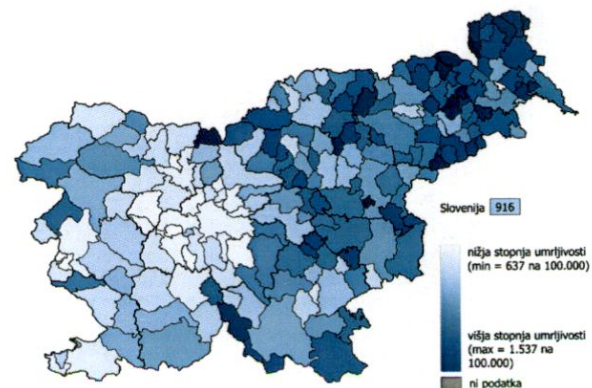 Slovenija 916
nižja stopnja umrljivosti
(min = 637 na 100.000)
višja stopnja umrljivosti
(max = 1.537 na
100.000)
ni podatka